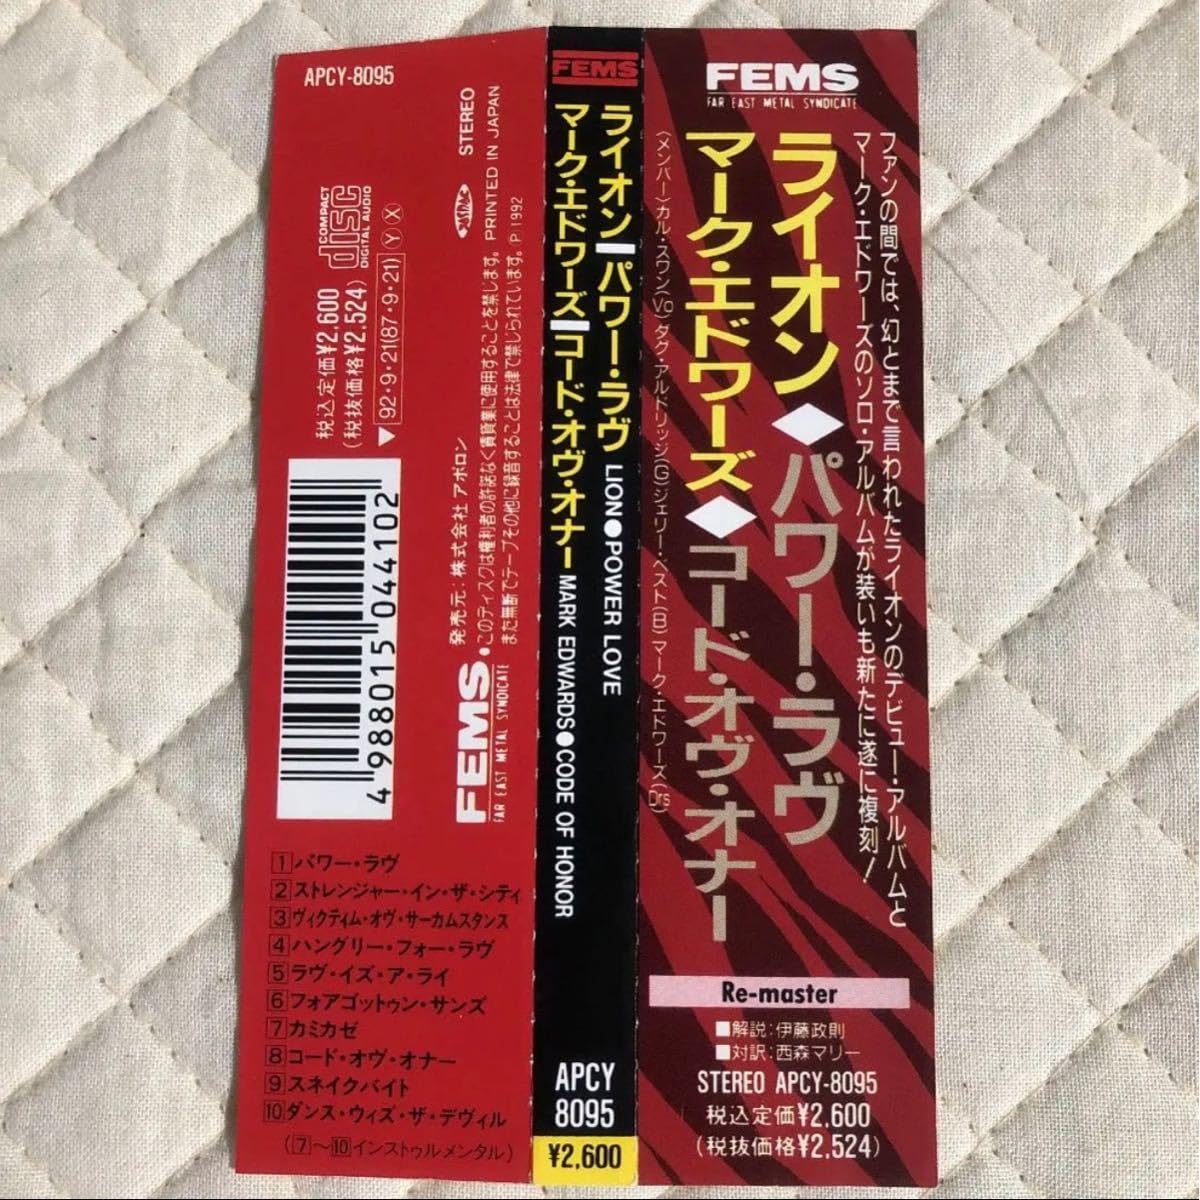 FEMS
FAR EAST METAL SYNDICATE
ファンの間では、幻とまで言われたライオンのデビュー・アルバムと
マーク・エドワーズのソロ・アルバムが装いも新たに遂に複刻!
ライオン◆パワー・ラヴ
マーク・エドワーズ◆コード・オヴ・オナー
〈メンバー〉カル・スワン(Vo)ダグ・アルドリッジ(G)ジェリー・ベスト(B)マーク・エドワーズ(Drs)
Re-master
■解説:伊藤政則
■対訳:西森マリー
STEREO APCY-8095
税込定価¥2,600
(税抜価格¥2,524)
FEMS
ライオン|パワー・ラヴ LION●POWER LOVE
マーク・エドワーズ|コード・オヴ・オナー MARK EDWARDS●CODE OF HONOR
APCY
8095
¥2,600
APCY-8095
STEREO
PRINTED IN JAPAN
COMPACT
disc
DIGITAL AUDIO
税込定価¥2,600
(税抜価格¥2,524)
▼92・9・21(87・9・21)ⓎⓍ
発売元:株式会社アポロン
•このディスクは権利者の許諾なく賃貸業に使用することを禁じます。
また無断でテープその他に録音することは法律で禁じられています。Ⓟ1992
FEMS
FAR EAST METAL SYNDICATE
4 988015 044102
1 パワー・ラヴ
2 ストレンジャー・イン・ザ・シティ
3 ヴィクティム・オヴ・サーカムスタンス
4 ハングリー・フォー・ラヴ
5 ラヴ・イズ・ア・ライ
6 フォアゴットゥン・サンズ
7 カミカゼ
8 コード・オヴ・オナー
9 スネイクバイト
10 ダンス・ウィズ・ザ・デヴィル
(7〜10インストゥルメンタル)